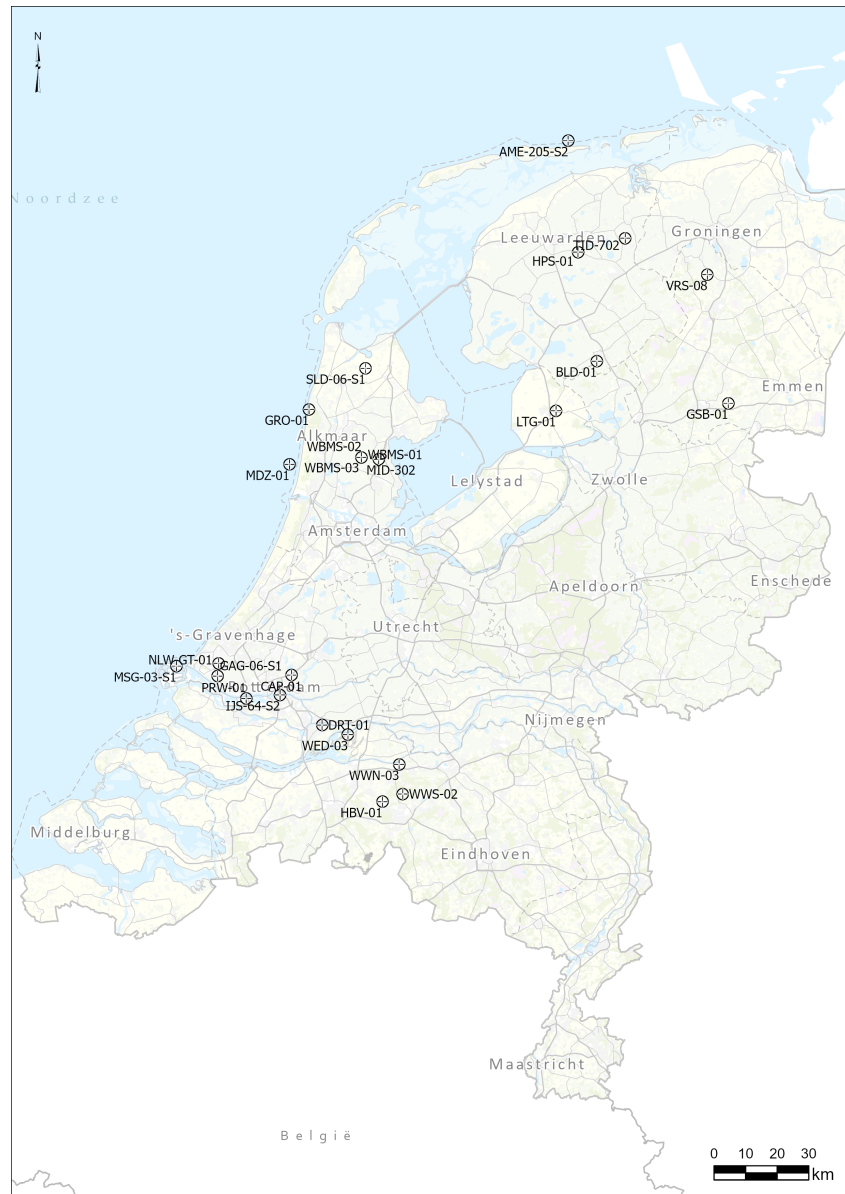 N
AME-205-S2
Noordzee
Leeuwarden
TID-702
Groningen
HPS-01
VRS-08
BLD-01
SLD-06-S1
Emmen
GRO-01
LTG-01
GSB-01
Alkmaar
WBMS-02
WBMS-01
WBMS-03
MID-302
MDZ-01
Lelystad
Zwolle
Amsterdam
Apeldoorn
Enschede
Utrecht
's-Gravenhage
NLW-GT-01
GAG-06-S1
MSG-03-S1
PRW-01
CAP-01
Rotterdam
IJS-64-S2
DRT-01
Nijmegen
WED-03
WWN-03
WWS-02
HBV-01
Middelburg
Eindhoven
Maastricht
België
0 10 20 30
km